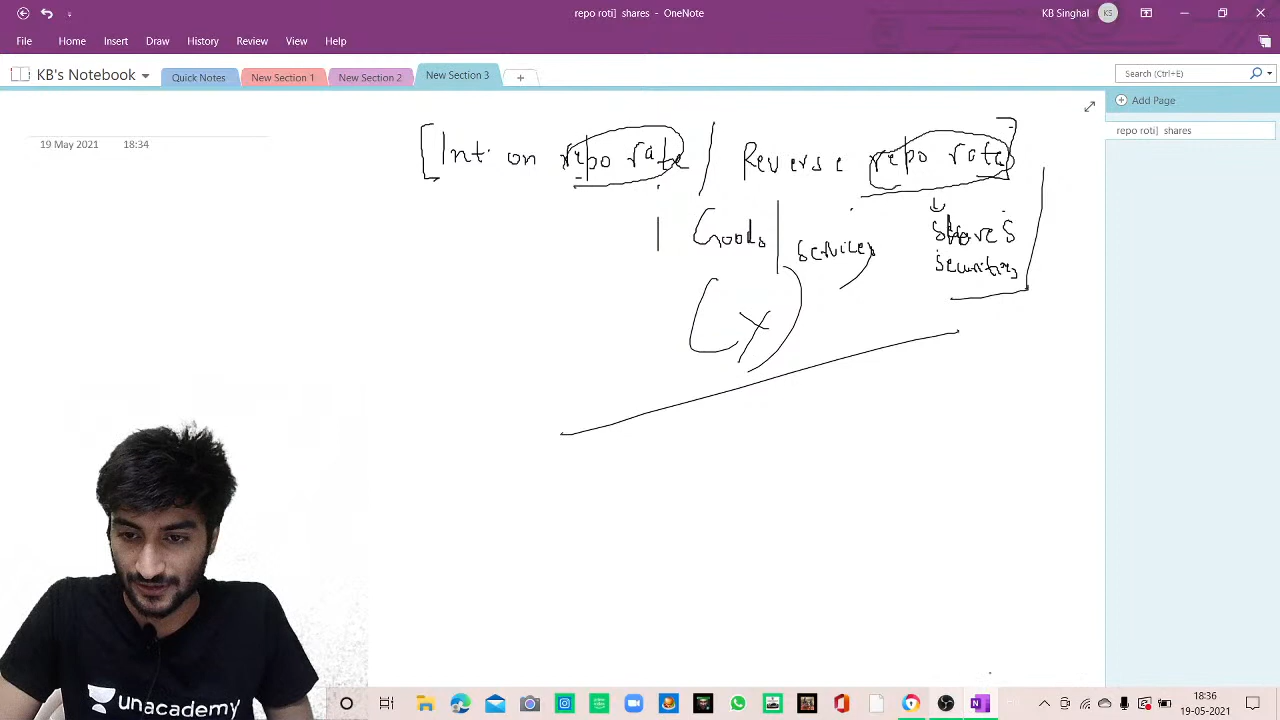 repo roti] shares - OneNote
KB Singhal KS
File Home Insert Draw History Review View Help
KB's Notebook Quick Notes New Section 1 New Section 2 New Section 3
Search (Ctrl+E)
Add Page
repo roti] shares
19 May 2021 18:34
[Int. on repo rate / Reverse repo rate]
Goods services shares
securities
(x)
unacademy
18:36
19-05-2021